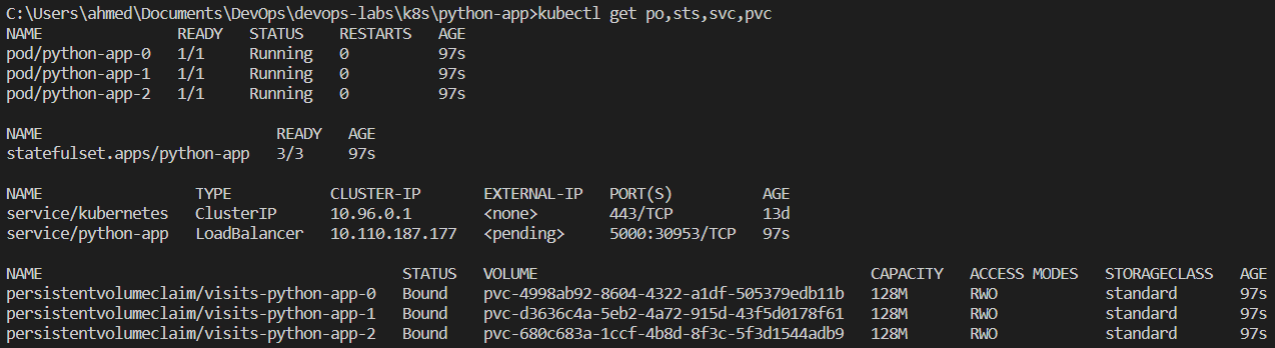 C:\Users\ahmed\Documents\DevOps\devops-labs\k8s\python-app>kubectl get po,sts,svc,pvc
NAME READY STATUS RESTARTS AGE
pod/python-app-0 1/1 Running 0 97s
pod/python-app-1 1/1 Running 0 97s
pod/python-app-2 1/1 Running 0 97s
NAME READY AGE
statefulset.apps/python-app 3/3 97s
NAME TYPE CLUSTER-IP EXTERNAL-IP PORT(S) AGE
service/kubernetes ClusterIP 10.96.0.1 <none> 443/TCP 13d
service/python-app LoadBalancer 10.110.187.177 <pending> 5000:30953/TCP 97s
NAME STATUS VOLUME CAPACITY ACCESS MODES STORAGECLASS AGE
persistentvolumeclaim/visits-python-app-0 Bound pvc-4998ab92-8604-4322-a1df-505379edb11b 128M RWO standard 97s
persistentvolumeclaim/visits-python-app-1 Bound pvc-d3636c4a-5eb2-4a72-915d-43f5d0178f61 128M RWO standard 97s
persistentvolumeclaim/visits-python-app-2 Bound pvc-680c683a-1ccf-4b8d-8f3c-5f3d1544adb9 128M RWO standard 97s